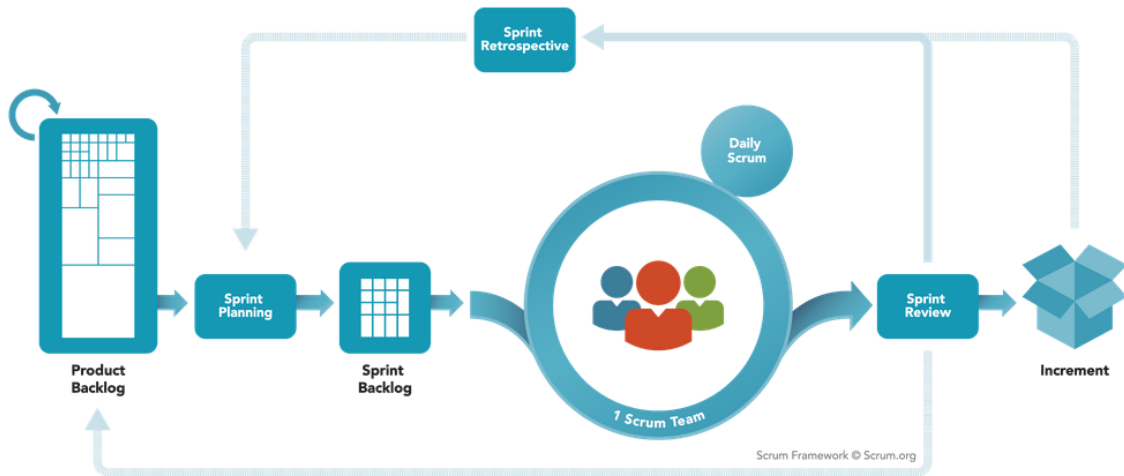 Sprint
Retrospective
Daily
Scrum
Sprint
Planning
Sprint
Review
Product
Backlog
Sprint
Backlog
Increment
1 Scrum Team
Scrum Framework © Scrum.org